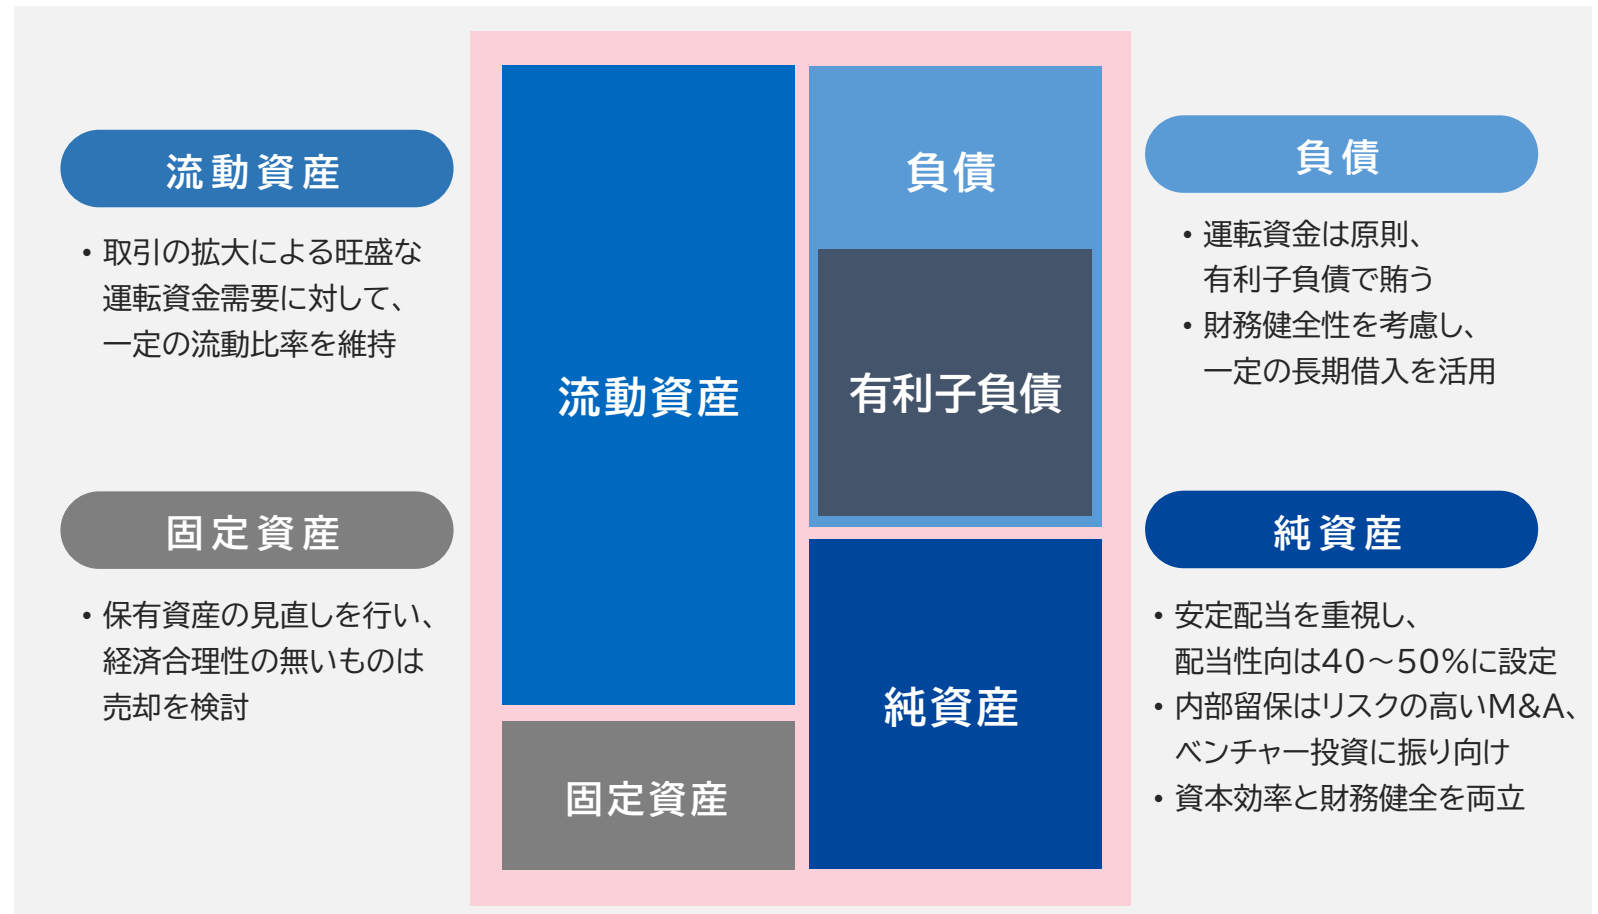 流動資産
・取引の拡大による旺盛な
運転資金需要に対して、
一定の流動比率を維持
固定資産
・保有資産の見直しを行い、
経済合理性の無いものは
売却を検討
流動資産
固定資産
負債
有利子負債
純資産
負債
・運転資金は原則、
有利子負債で賄う
・財務健全性を考慮し、
一定の長期借入を活用
純資産
・安定配当を重視し、
配当性向は40～50%に設定
・内部留保はリスクの高いM&A、
ベンチャー投資に振り向け
・資本効率と財務健全を両立